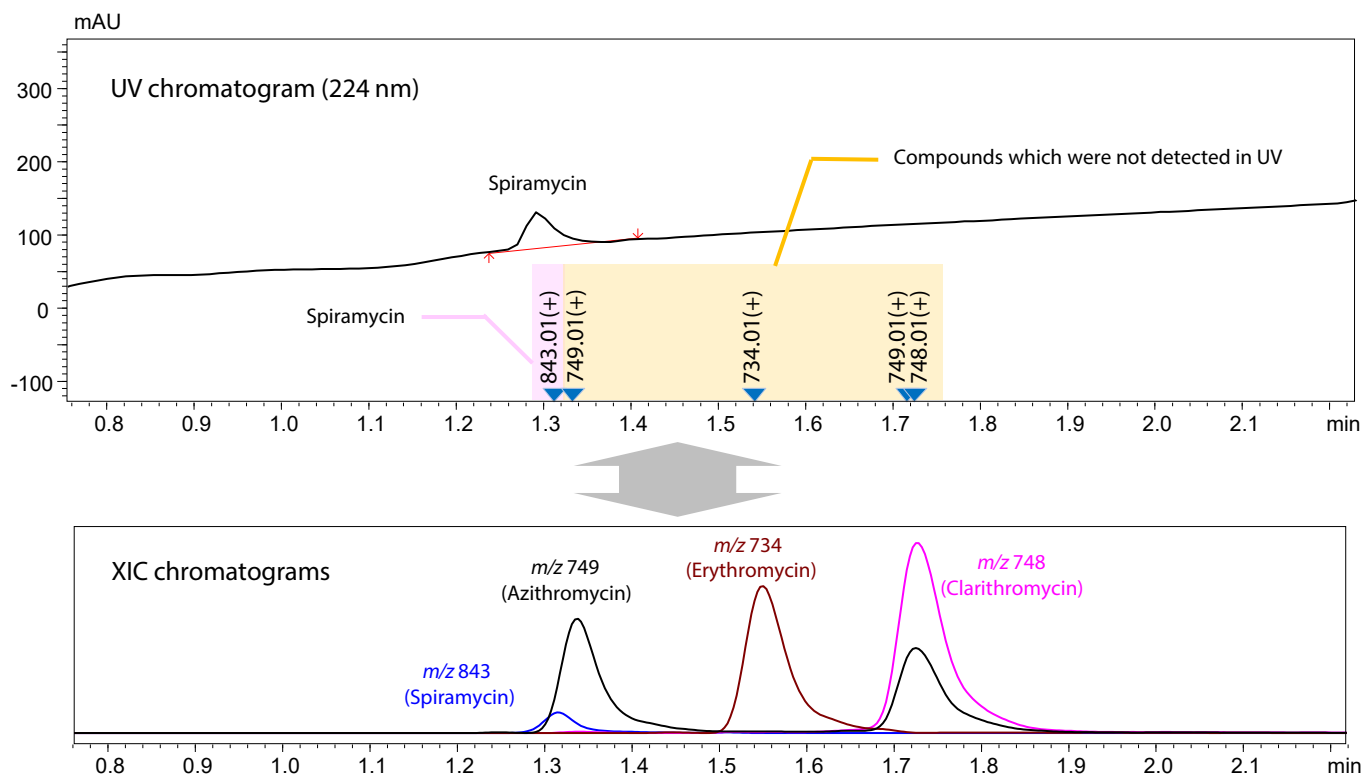 mAU
UV chromatogram (224 nm)
300
200
100
0
-100
Compounds which were not detected in UV
Spiramycin
Spiramycin
843.01(+)
749.01(+)
734.01(+)
749.01(+)
748.01(+)
0.8 0.9 1.0 1.1 1.2 1.3 1.4 1.5 1.6 1.7 1.8 1.9 2.0 2.1 min
XIC chromatograms
m/z 749
(Azithromycin)
m/z 734
(Erythromycin)
m/z 748
(Clarithromycin)
m/z 843
(Spiramycin)
0.8 0.9 1.0 1.1 1.2 1.3 1.4 1.5 1.6 1.7 1.8 1.9 2.0 2.1 min